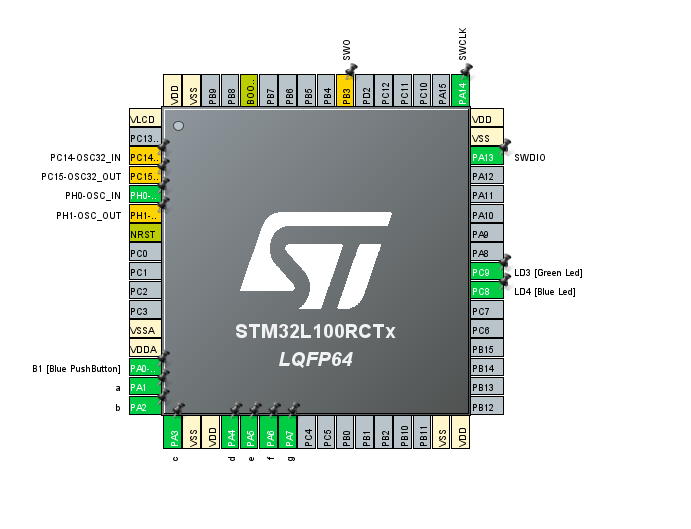 SWO
SWCLK
VDD
VSS
PB9
PB8
BOO..
PB7
PB6
PB5
PB4
PB3
PD2
PC12
PC11
PC10
PA15
PA14
VLCD
PC13..
PC14-OSC32_IN PC14..
PC15-OSC32_OUT PC15..
PH0-OSC_IN PH0-..
PH1-OSC_OUT PH1-..
NRST
PC0
PC1
PC2
PC3
VSSA
VDDA
B1 [Blue PushButton] PA0-..
a PA1
b PA2
VDD
VSS
PA13 SWDIO
PA12
PA11
PA10
PA9
PA8
PC9 LD3 [Green Led]
PC8 LD4 [Blue Led]
PC7
PC6
PB15
PB14
PB13
PB12
ST
STM32L100RCTx
LQFP64
PA3
VSS
VDD
PA4
PA5
PA6
PA7
PC4
PC5
PB0
PB1
PB2
PB10
PB11
VSS
VDD
c
d
e
f
g